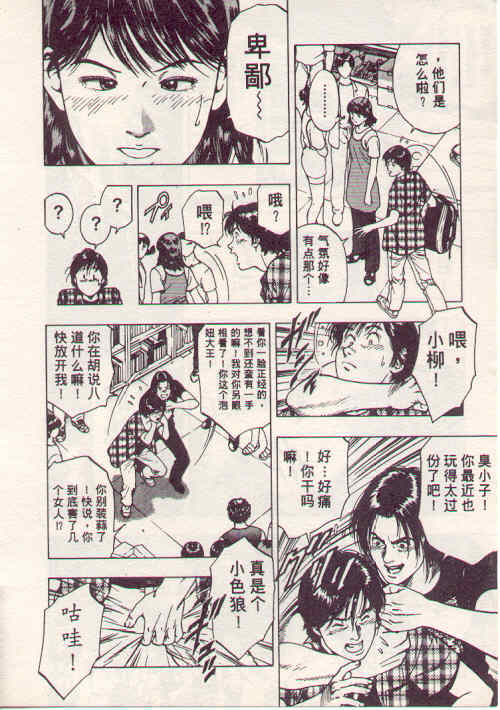 ，他们是
怎么啦？
………
气氛好像
有点那个…
卑
鄙
～
哦？
喂
!?
？
？
？
喂，
小柳！
臭小子！
你最近也
玩得太过
份了吧！
好…好痛
！你干吗
嘛！
看你一脸正经的，
想不到还蛮有一手
的嘛！我对你另眼
相看了！你这个泡
妞大王！
你在胡说八
道什么嘛！
快放开我！
你别装蒜了
！快说，你
到底害了几
个女人!?
真是个
小色狼！
咕哇！